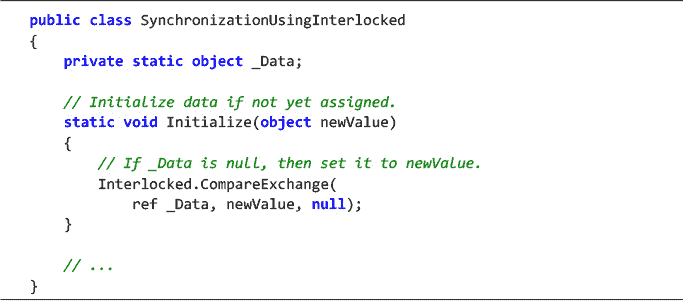 public class SynchronizationUsingInterlocked
{
    private static object _Data;

    // Initialize data if not yet assigned.
    static void Initialize(object newValue)
    {
        // If _Data is null, then set it to newValue.
        Interlocked.CompareExchange(
            ref _Data, newValue, null);
    }

    // ...
}